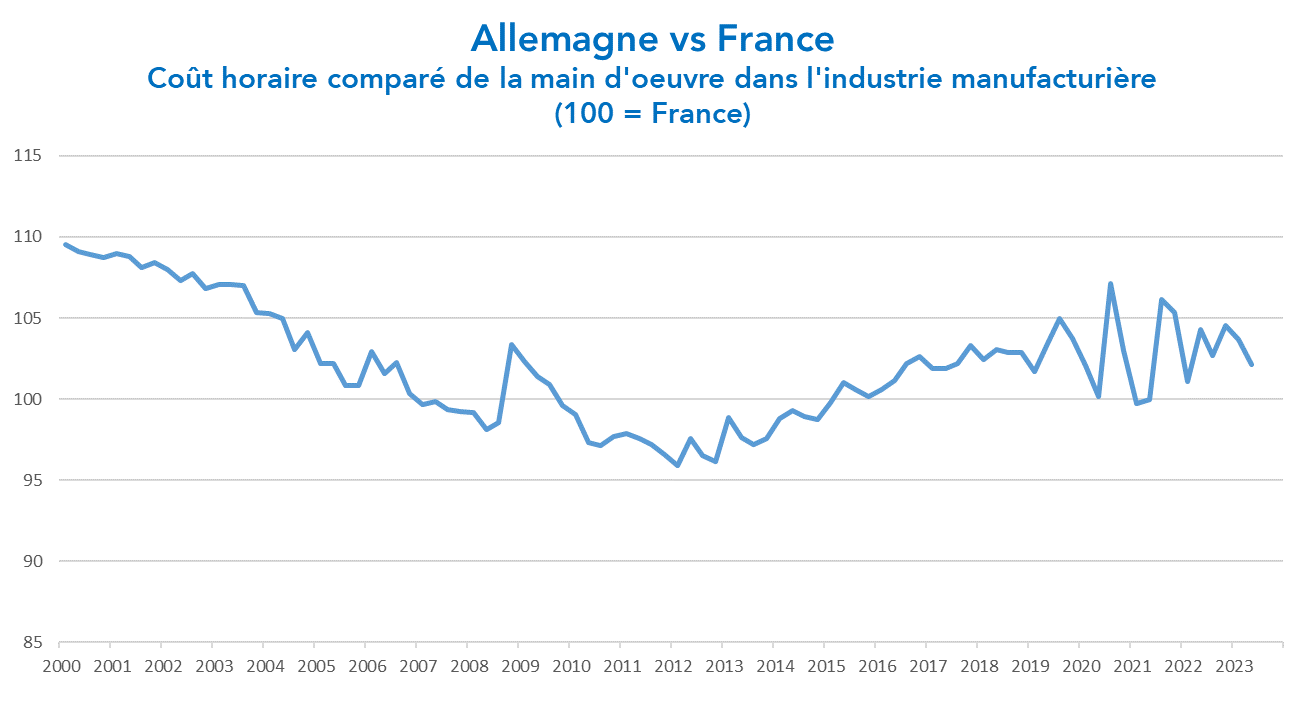 Allemagne vs France
Coût horaire comparé de la main d'oeuvre dans l'industrie manufacturière
(100 = France)
115
110
105
100
95
90
85
2000 2001 2002 2003 2004 2005 2006 2007 2008 2009 2010 2011 2012 2013 2014 2015 2016 2017 2018 2019 2020 2021 2022 2023